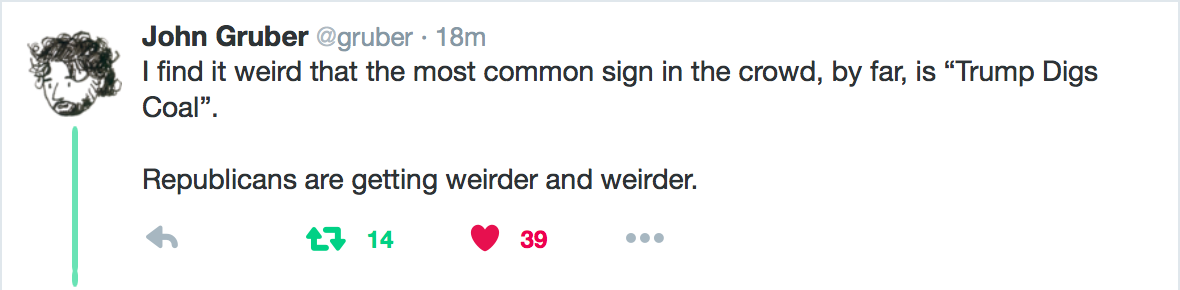 John Gruber @gruber · 18m
I find it weird that the most common sign in the crowd, by far, is “Trump Digs
Coal”.
Republicans are getting weirder and weirder.
14 39